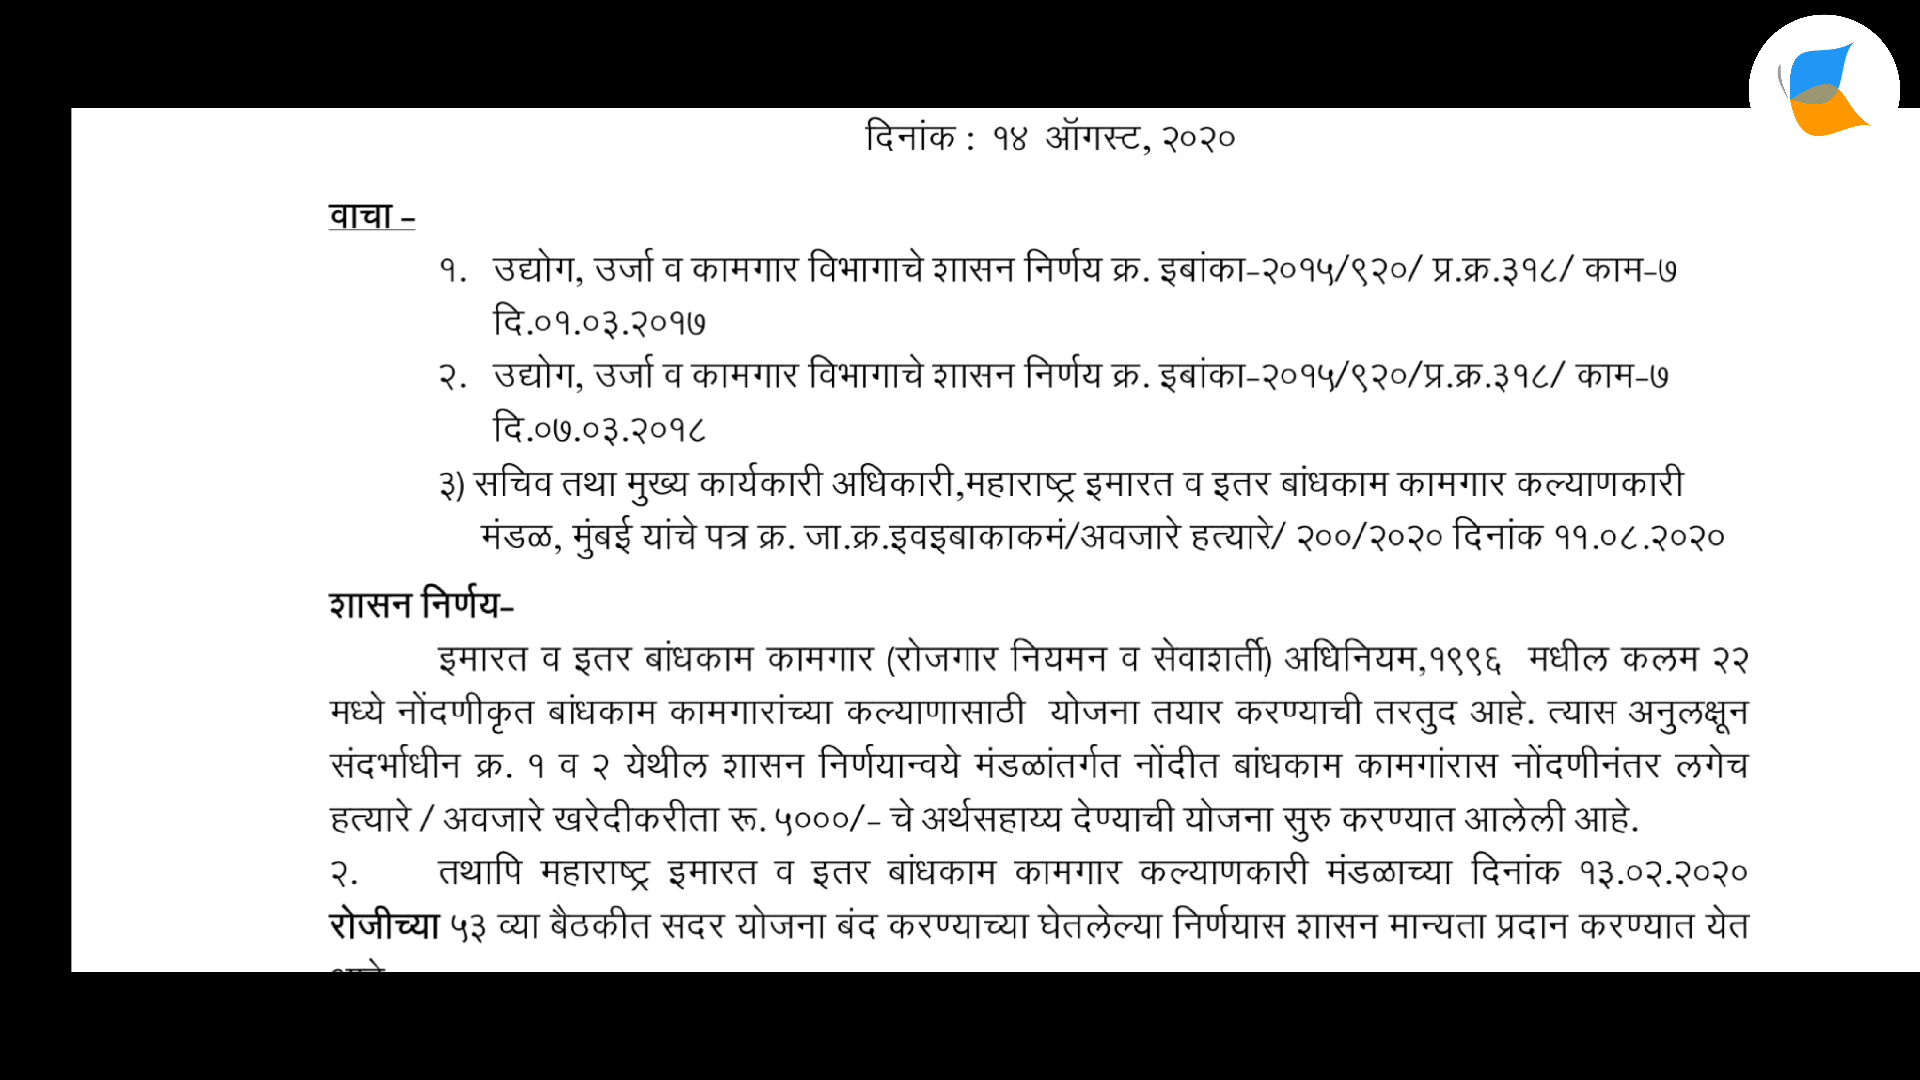 दिनांक : १४ ऑगस्ट, २०२०
वाचा -
१. उद्योग, उर्जा व कामगार विभागाचे शासन निर्णय क्र. इबांका-२०१५/९२०/ प्र.क्र.३१८/ काम-७
दि.०१.०३.२०१७
२. उद्योग, उर्जा व कामगार विभागाचे शासन निर्णय क्र. इबांका-२०१५/९२०/प्र.क्र.३१८/ काम-७
दि.०७.०३.२०१८
३) सचिव तथा मुख्य कार्यकारी अधिकारी,महाराष्ट्र इमारत व इतर बांधकाम कामगार कल्याणकारी
मंडळ, मुंबई यांचे पत्र क्र. जा.क्र.इवइबाकाकमं/अवजारे हत्यारे/ २००/२०२० दिनांक ११.०८.२०२०
शासन निर्णय-
इमारत व इतर बांधकाम कामगार (रोजगार नियमन व सेवाशर्ती) अधिनियम,१९९६ मधील कलम २२
मध्ये नोंदणीकृत बांधकाम कामगारांच्या कल्याणासाठी योजना तयार करण्याची तरतुद आहे. त्यास अनुलक्षून
संदर्भाधीन क्र. १ व २ येथील शासन निर्णयान्वये मंडळांतर्गत नोंदीत बांधकाम कामगांरास नोंदणीनंतर लगेच
हत्यारे / अवजारे खरेदीकरीता रू. ५०००/- चे अर्थसहाय्य देण्याची योजना सुरु करण्यात आलेली आहे.
२. तथापि महाराष्ट्र इमारत व इतर बांधकाम कामगार कल्याणकारी मंडळाच्या दिनांक १३.०२.२०२०
रोजीच्या ५३ व्या बैठकीत सदर योजना बंद करण्याच्या घेतलेल्या निर्णयास शासन मान्यता प्रदान करण्यात येत